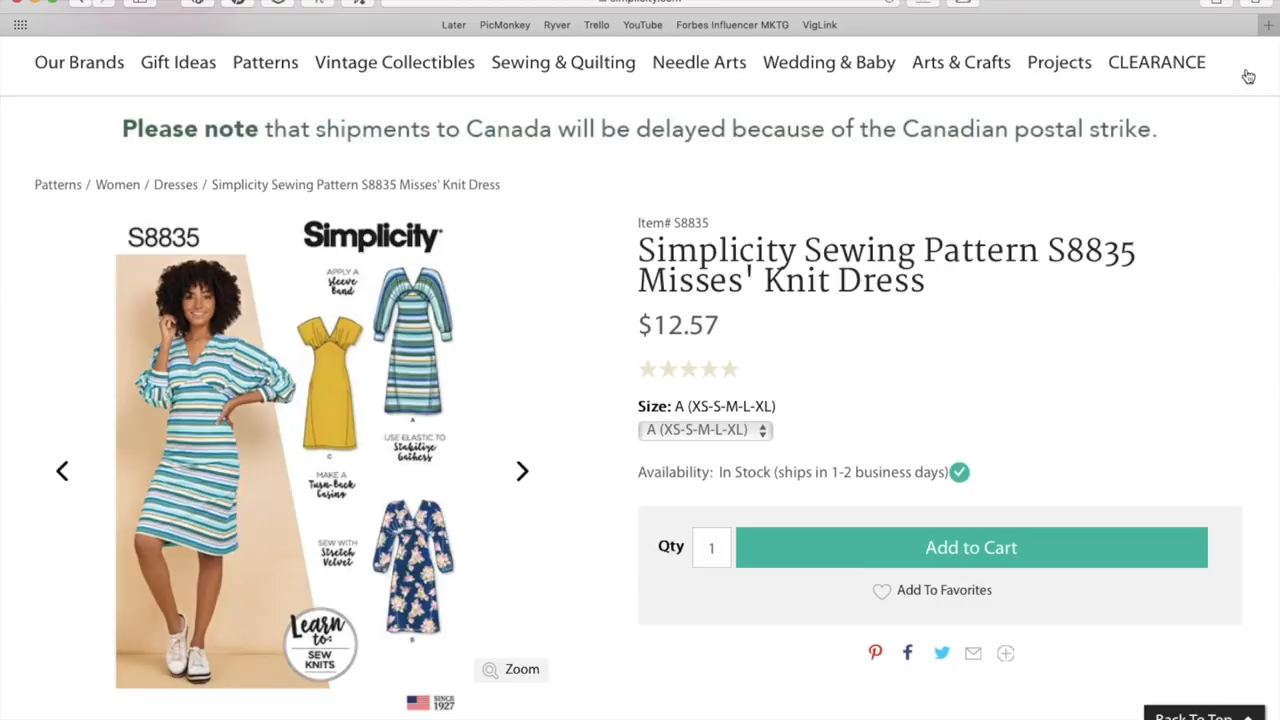 Later PicMonkey Ryver Trello YouTube Forbes Influencer MKTG VigLink
Our Brands Gift Ideas Patterns Vintage Collectibles Sewing & Quilting Needle Arts Wedding & Baby Arts & Crafts Projects CLEARANCE
Please note that shipments to Canada will be delayed because of the Canadian postal strike.
Patterns / Women / Dresses / Simplicity Sewing Pattern S8835 Misses' Knit Dress
S8835
Simplicity
APPLY A
Sleeve
Band
A
C
USE ELASTIC TO
Stabilize
Gathers
MAKE A
Turn-Back
Casing
SEW WITH
Stretch
Velvet
B
Learn
to:
SEW
KNITS
SINCE
1927
Zoom
Item# S8835
Simplicity Sewing Pattern S8835
Misses' Knit Dress
$12.57
Size: A (XS-S-M-L-XL)
A (XS-S-M-L-XL)
Availability: In Stock (ships in 1-2 business days)
Qty 1 Add to Cart
Add To Favorites
Back To Top